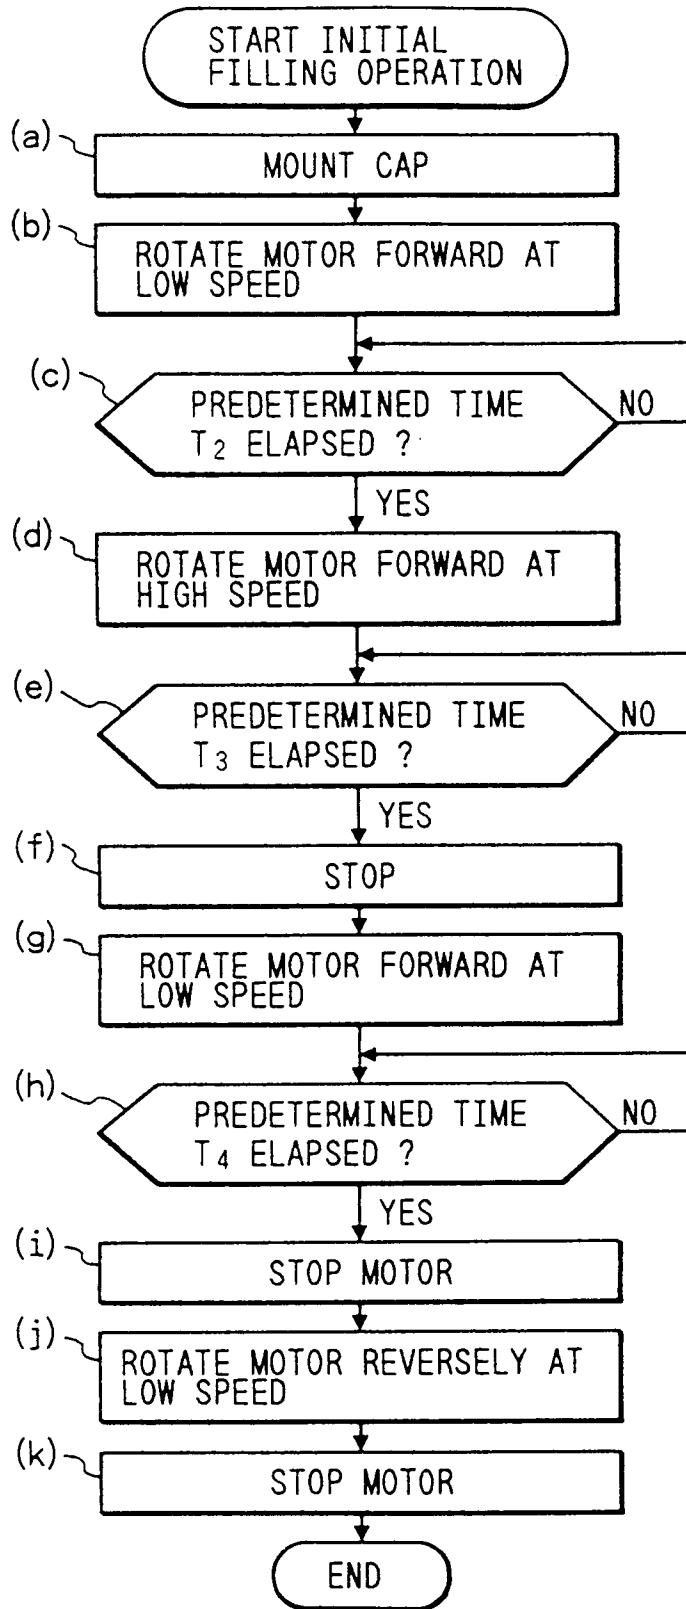 START INITIAL
FILLING OPERATION
(a)
MOUNT CAP
(b)
ROTATE MOTOR FORWARD AT
LOW SPEED
(c)
PREDETERMINED TIME
T2 ELAPSED ?
NO
YES
(d)
ROTATE MOTOR FORWARD AT
HIGH SPEED
(e)
PREDETERMINED TIME
T3 ELAPSED ?
NO
YES
(f)
STOP
(g)
ROTATE MOTOR FORWARD AT
LOW SPEED
(h)
PREDETERMINED TIME
T4 ELAPSED ?
NO
YES
(i)
STOP MOTOR
(j)
ROTATE MOTOR REVERSELY AT
LOW SPEED
(k)
STOP MOTOR
END